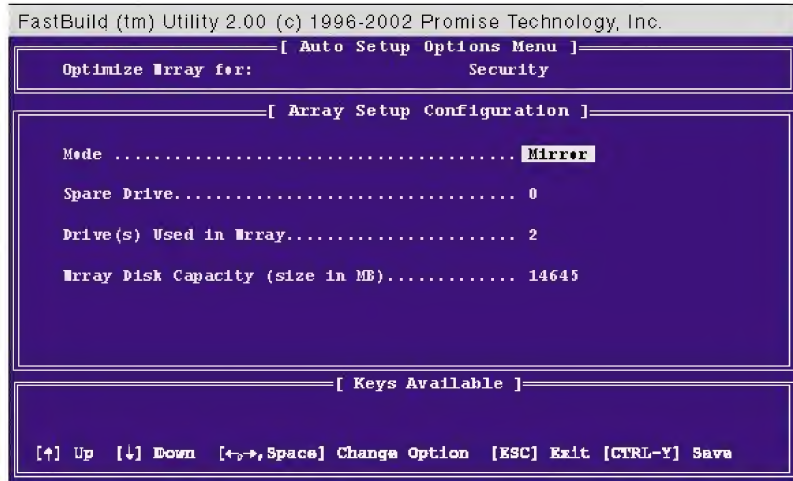 FastBuild (tm) Utility 2.00 (c) 1996-2002 Promise Technology, Inc.
[ Auto Setup Options Menu ]
Optimize Array for: Security
[ Array Setup Configuration ]
Mode ........................................ Mirror
Spare Drive.................................. 0
Drive(s) Used in Array....................... 2
Array Disk Capacity (size in MB)............. 14645
[ Keys Available ]
[↑] Up [↓] Down [←,→,Space] Change Option [ESC] Exit [CTRL-Y] Save